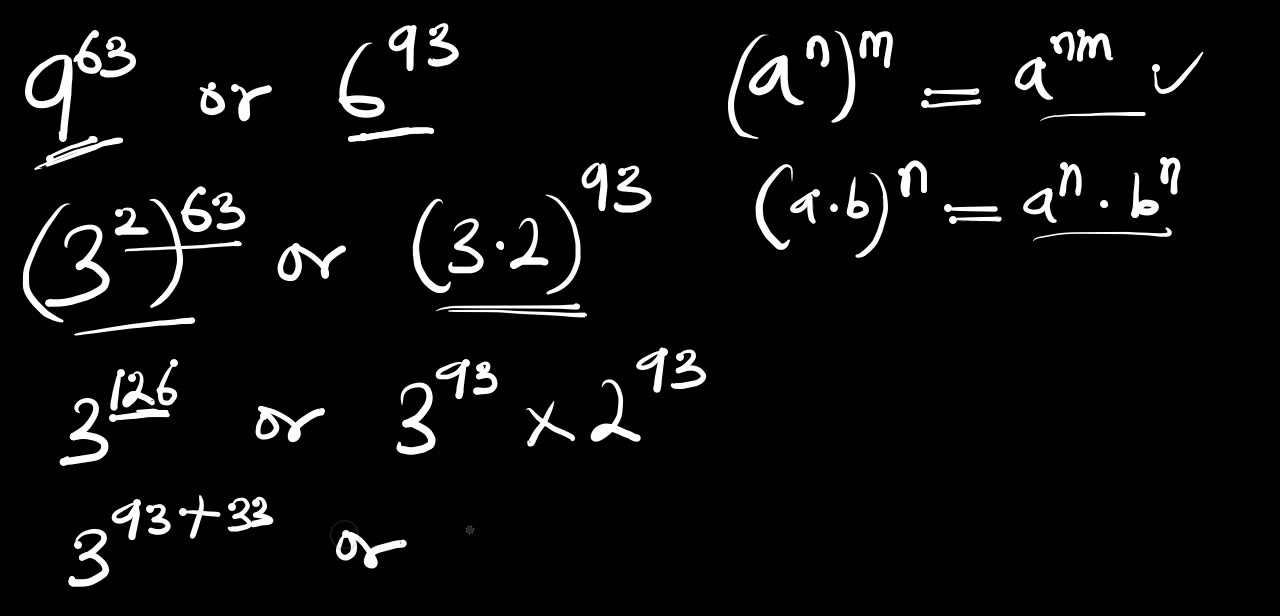 9^63 or 6^93
(a^n)^m = a^nm ✓
(a·b)^n = a^n · b^n
(3^2)^63 or (3·2)^93
3^126 or 3^93 × 2^93
3^93+33 or